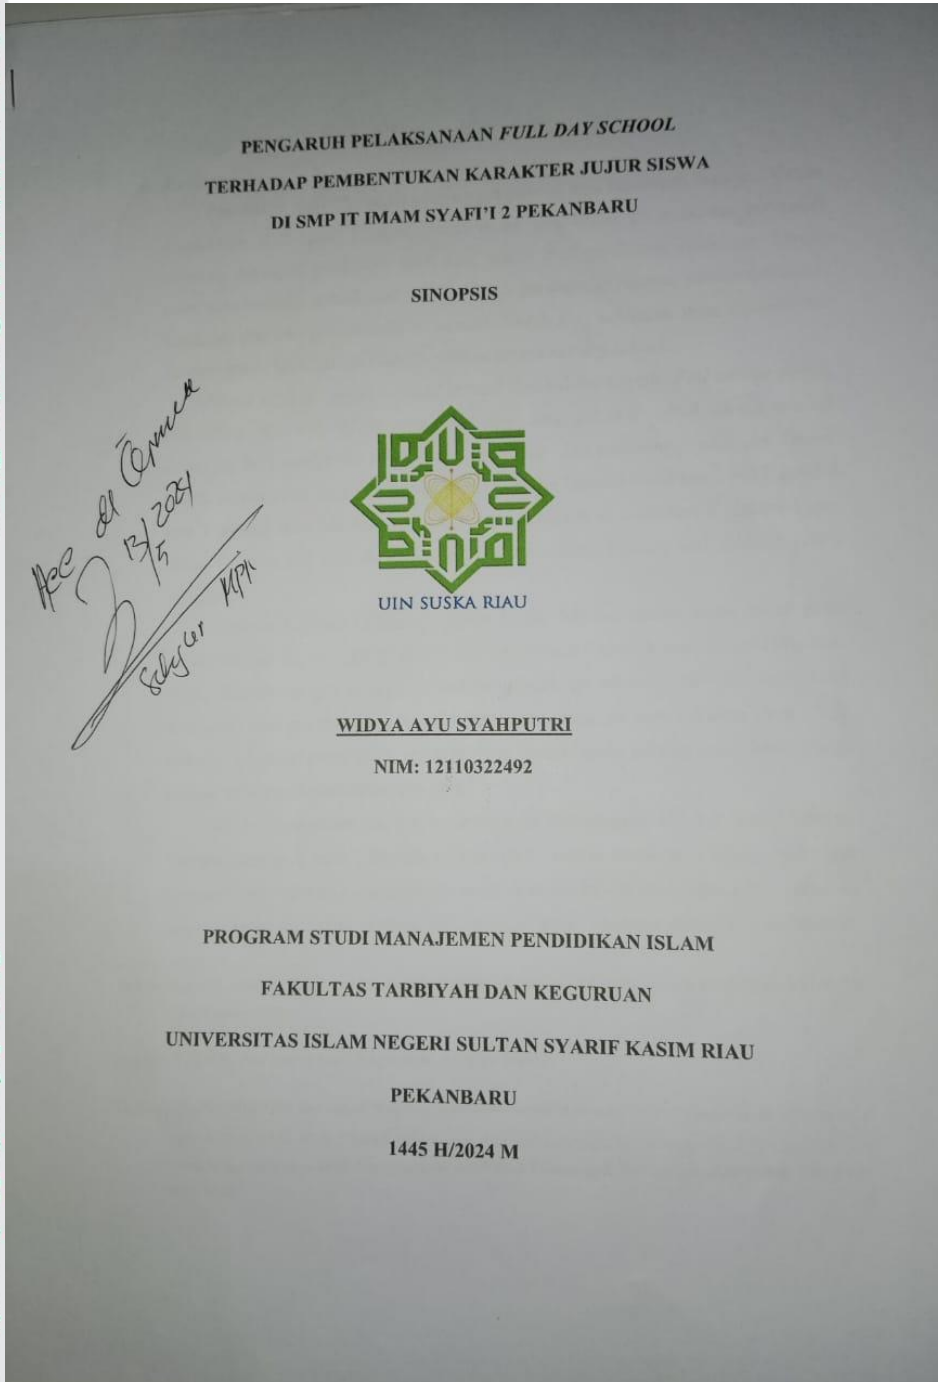 PENGARUH PELAKSANAAN FULL DAY SCHOOL
TERHADAP PEMBENTUKAN KARAKTER JUJUR SISWA
DI SMP IT IMAM SYAFI'I 2 PEKANBARU
SINOPSIS
Acc
13/5 2024
UIN SUSKA RIAU
WIDYA AYU SYAHPUTRI
NIM: 12110322492
PROGRAM STUDI MANAJEMEN PENDIDIKAN ISLAM
FAKULTAS TARBIYAH DAN KEGURUAN
UNIVERSITAS ISLAM NEGERI SULTAN SYARIF KASIM RIAU
PEKANBARU
1445 H/2024 M